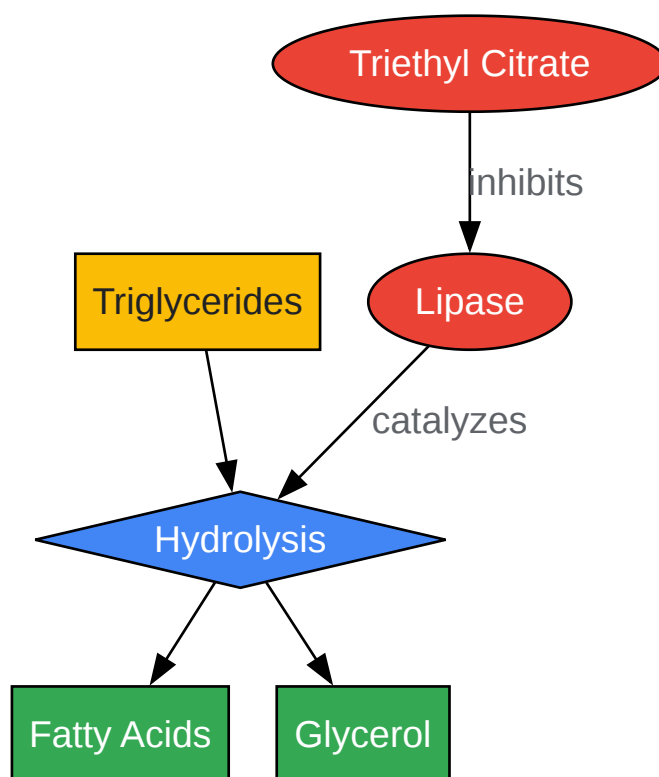 Triethyl Citrate
inhibits
Triglycerides
Lipase
catalyzes
Hydrolysis
Fatty Acids
Glycerol